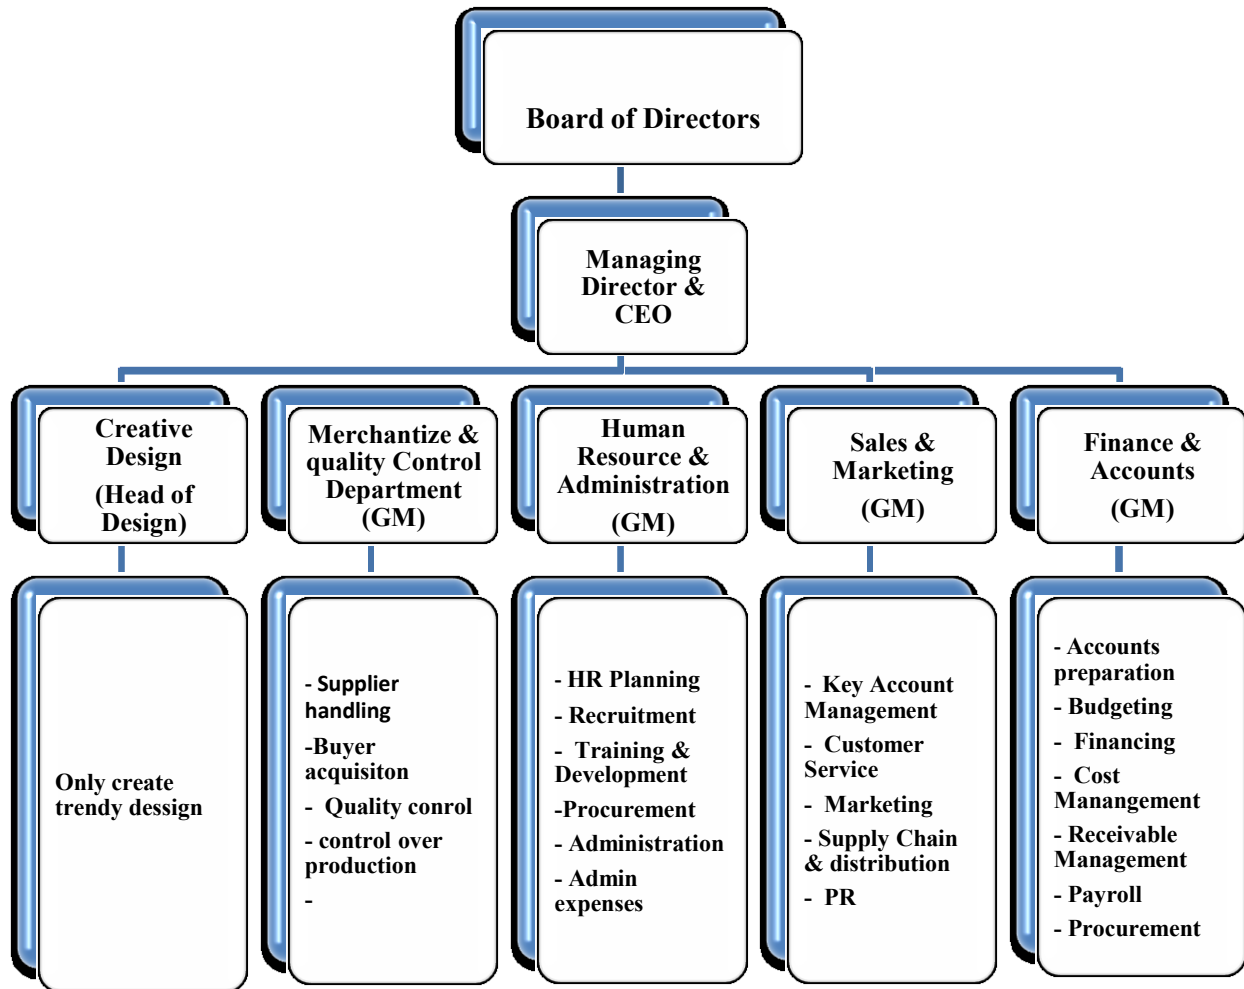 Board of Directors
Managing
Director &
CEO
Creative
Design
(Head of
Design)
Merchantize &
quality Control
Department
(GM)
Human
Resource &
Administration
(GM)
Sales &
Marketing
(GM)
Finance &
Accounts
(GM)
Only create
trendy dessign
- Supplier
handling
-Buyer
acquisiton
- Quality conrol
- control over
production
-
- HR Planning
- Recruitment
- Training &
Development
-Procurement
- Administration
- Admin
expenses
- Key Account
Management
- Customer
Service
- Marketing
- Supply Chain
& distribution
- PR
- Accounts
preparation
- Budgeting
- Financing
- Cost
Manangement
- Receivable
Management
- Payroll
- Procurement